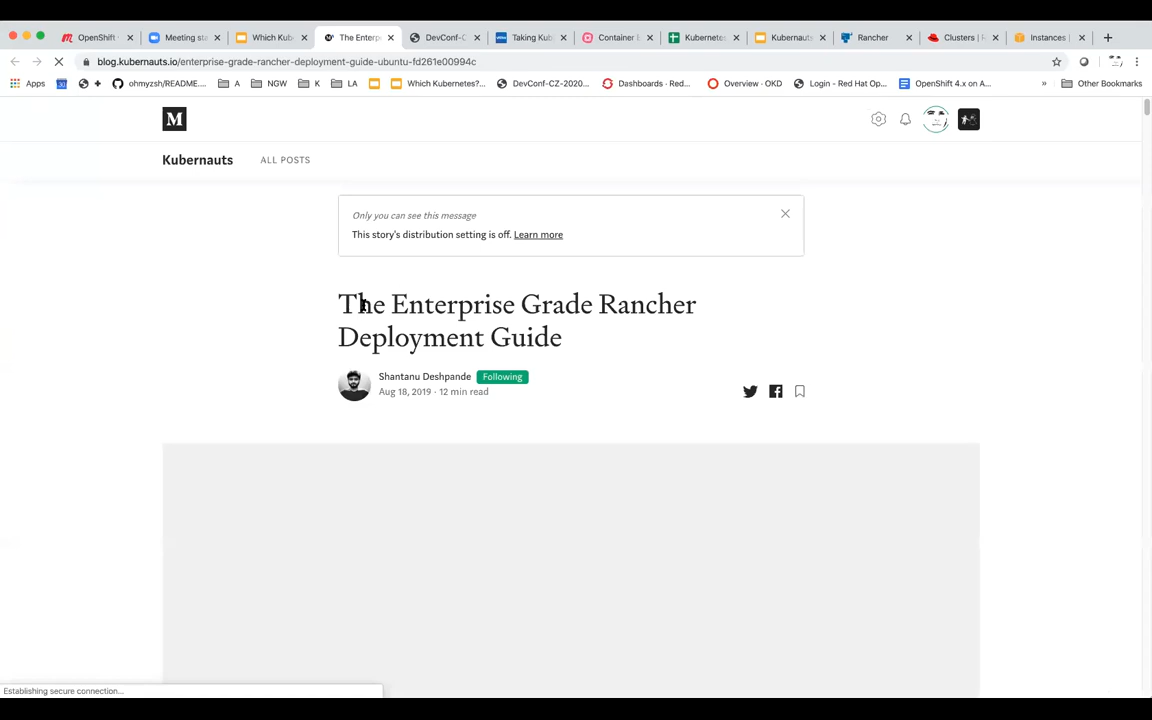 OpenShift
Meeting sta
Which Kub
The Enterp
DevConf-C
Taking Kub
Container
Kubernete
Kubernaut
Rancher
Clusters | R
Instances |
blog.kubernauts.io/enterprise-grade-rancher-deployment-guide-ubuntu-fd261e00994c
Apps
ohmyzsh/README....
A
NGW
K
LA
Which Kubernetes?...
DevConf-CZ-2020...
Dashboards · Red...
Overview · OKD
Login - Red Hat Op...
OpenShift 4.x on A...
»
Other Bookmarks
M
Kubernauts
ALL POSTS
Only you can see this message
This story's distribution setting is off. Learn more
The Enterprise Grade Rancher
Deployment Guide
Shantanu Deshpande
Following
Aug 18, 2019 · 12 min read
Establishing secure connection...